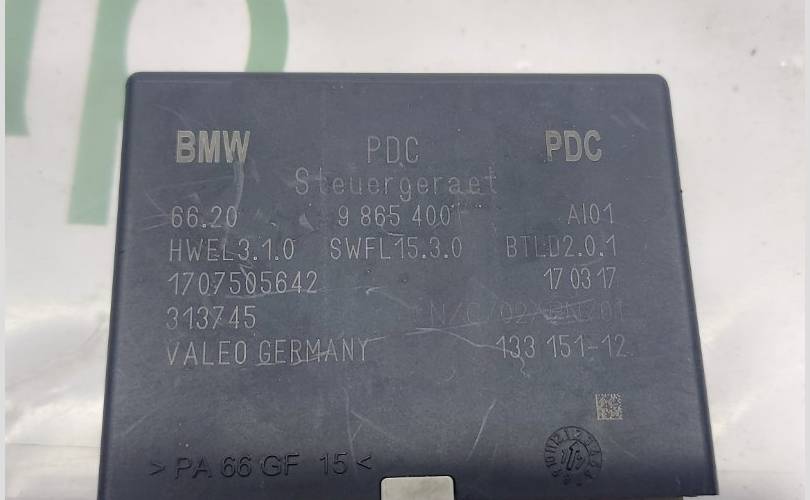 BMW PDC PDC
Steuergeraet
66.20 9 865 4001 AI01
HWEL3.1.0 SWFL15.3.0 BTLD2.0.1
1707505642 17 03 17
313745
VALEO GERMANY 133 151-12
>PA 66 GF 15<